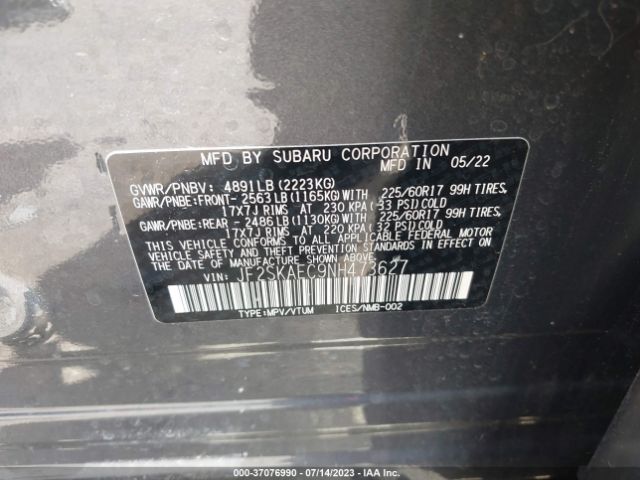 MFD BY SUBARU CORPORATION
MFD IN 05/22
GVWR/PNBV: 4891LB(2223KG)
GAWR/PNBE:FRONT- 2563LB(1165KG)WITH 225/60R17 99H TIRES,
17X7J RIMS AT 230 KPA(33 PSI)COLD
GAWR/PNBE:REAR - 2486LB(1130KG)WITH 225/60R17 99H TIRES,
17X7J RIMS AT 220 KPA(32 PSI)COLD
THIS VEHICLE CONFORMS TO ALL APPLICABLE FEDERAL MOTOR
VEHICLE SAFETY AND THEFT PREVENTION STANDARDS IN EFFECT
ON THE DATE OF MANUFACTURE SHOWN ABOVE.
VIN: JF2SKAEC9NH473627
TYPE:MPV/VTUM ICES/NMB-002
000-37076990 - 07/14/2023 - IAA Inc.